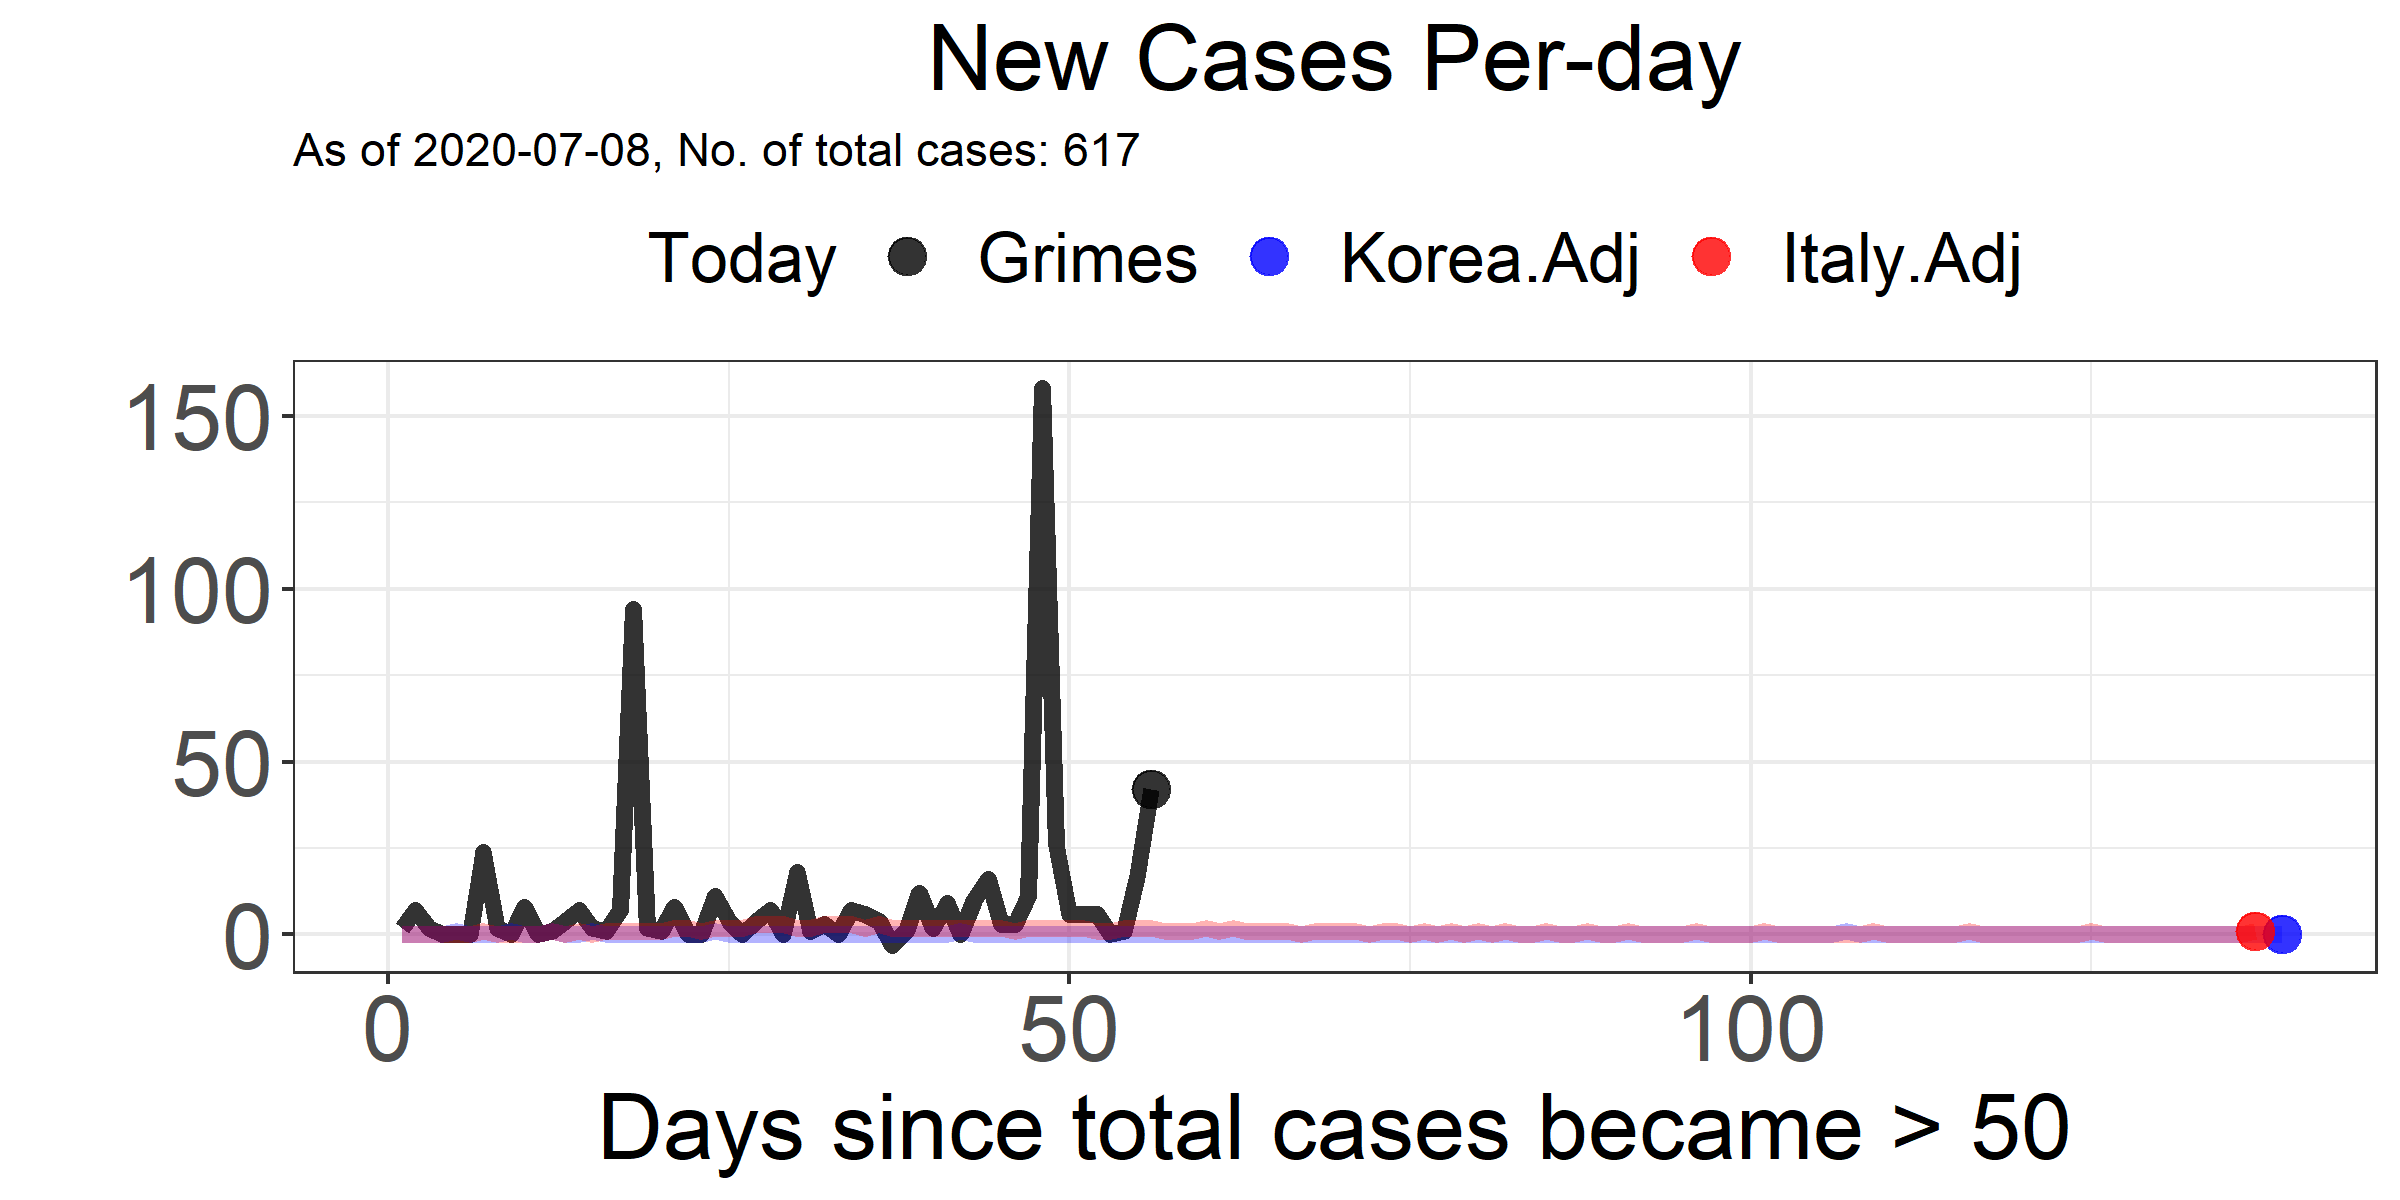 New Cases Per-day
As of 2020-07-08, No. of total cases: 617
Today Grimes Korea.Adj Italy.Adj
150
100
50
0
0 50 100
Days since total cases became > 50